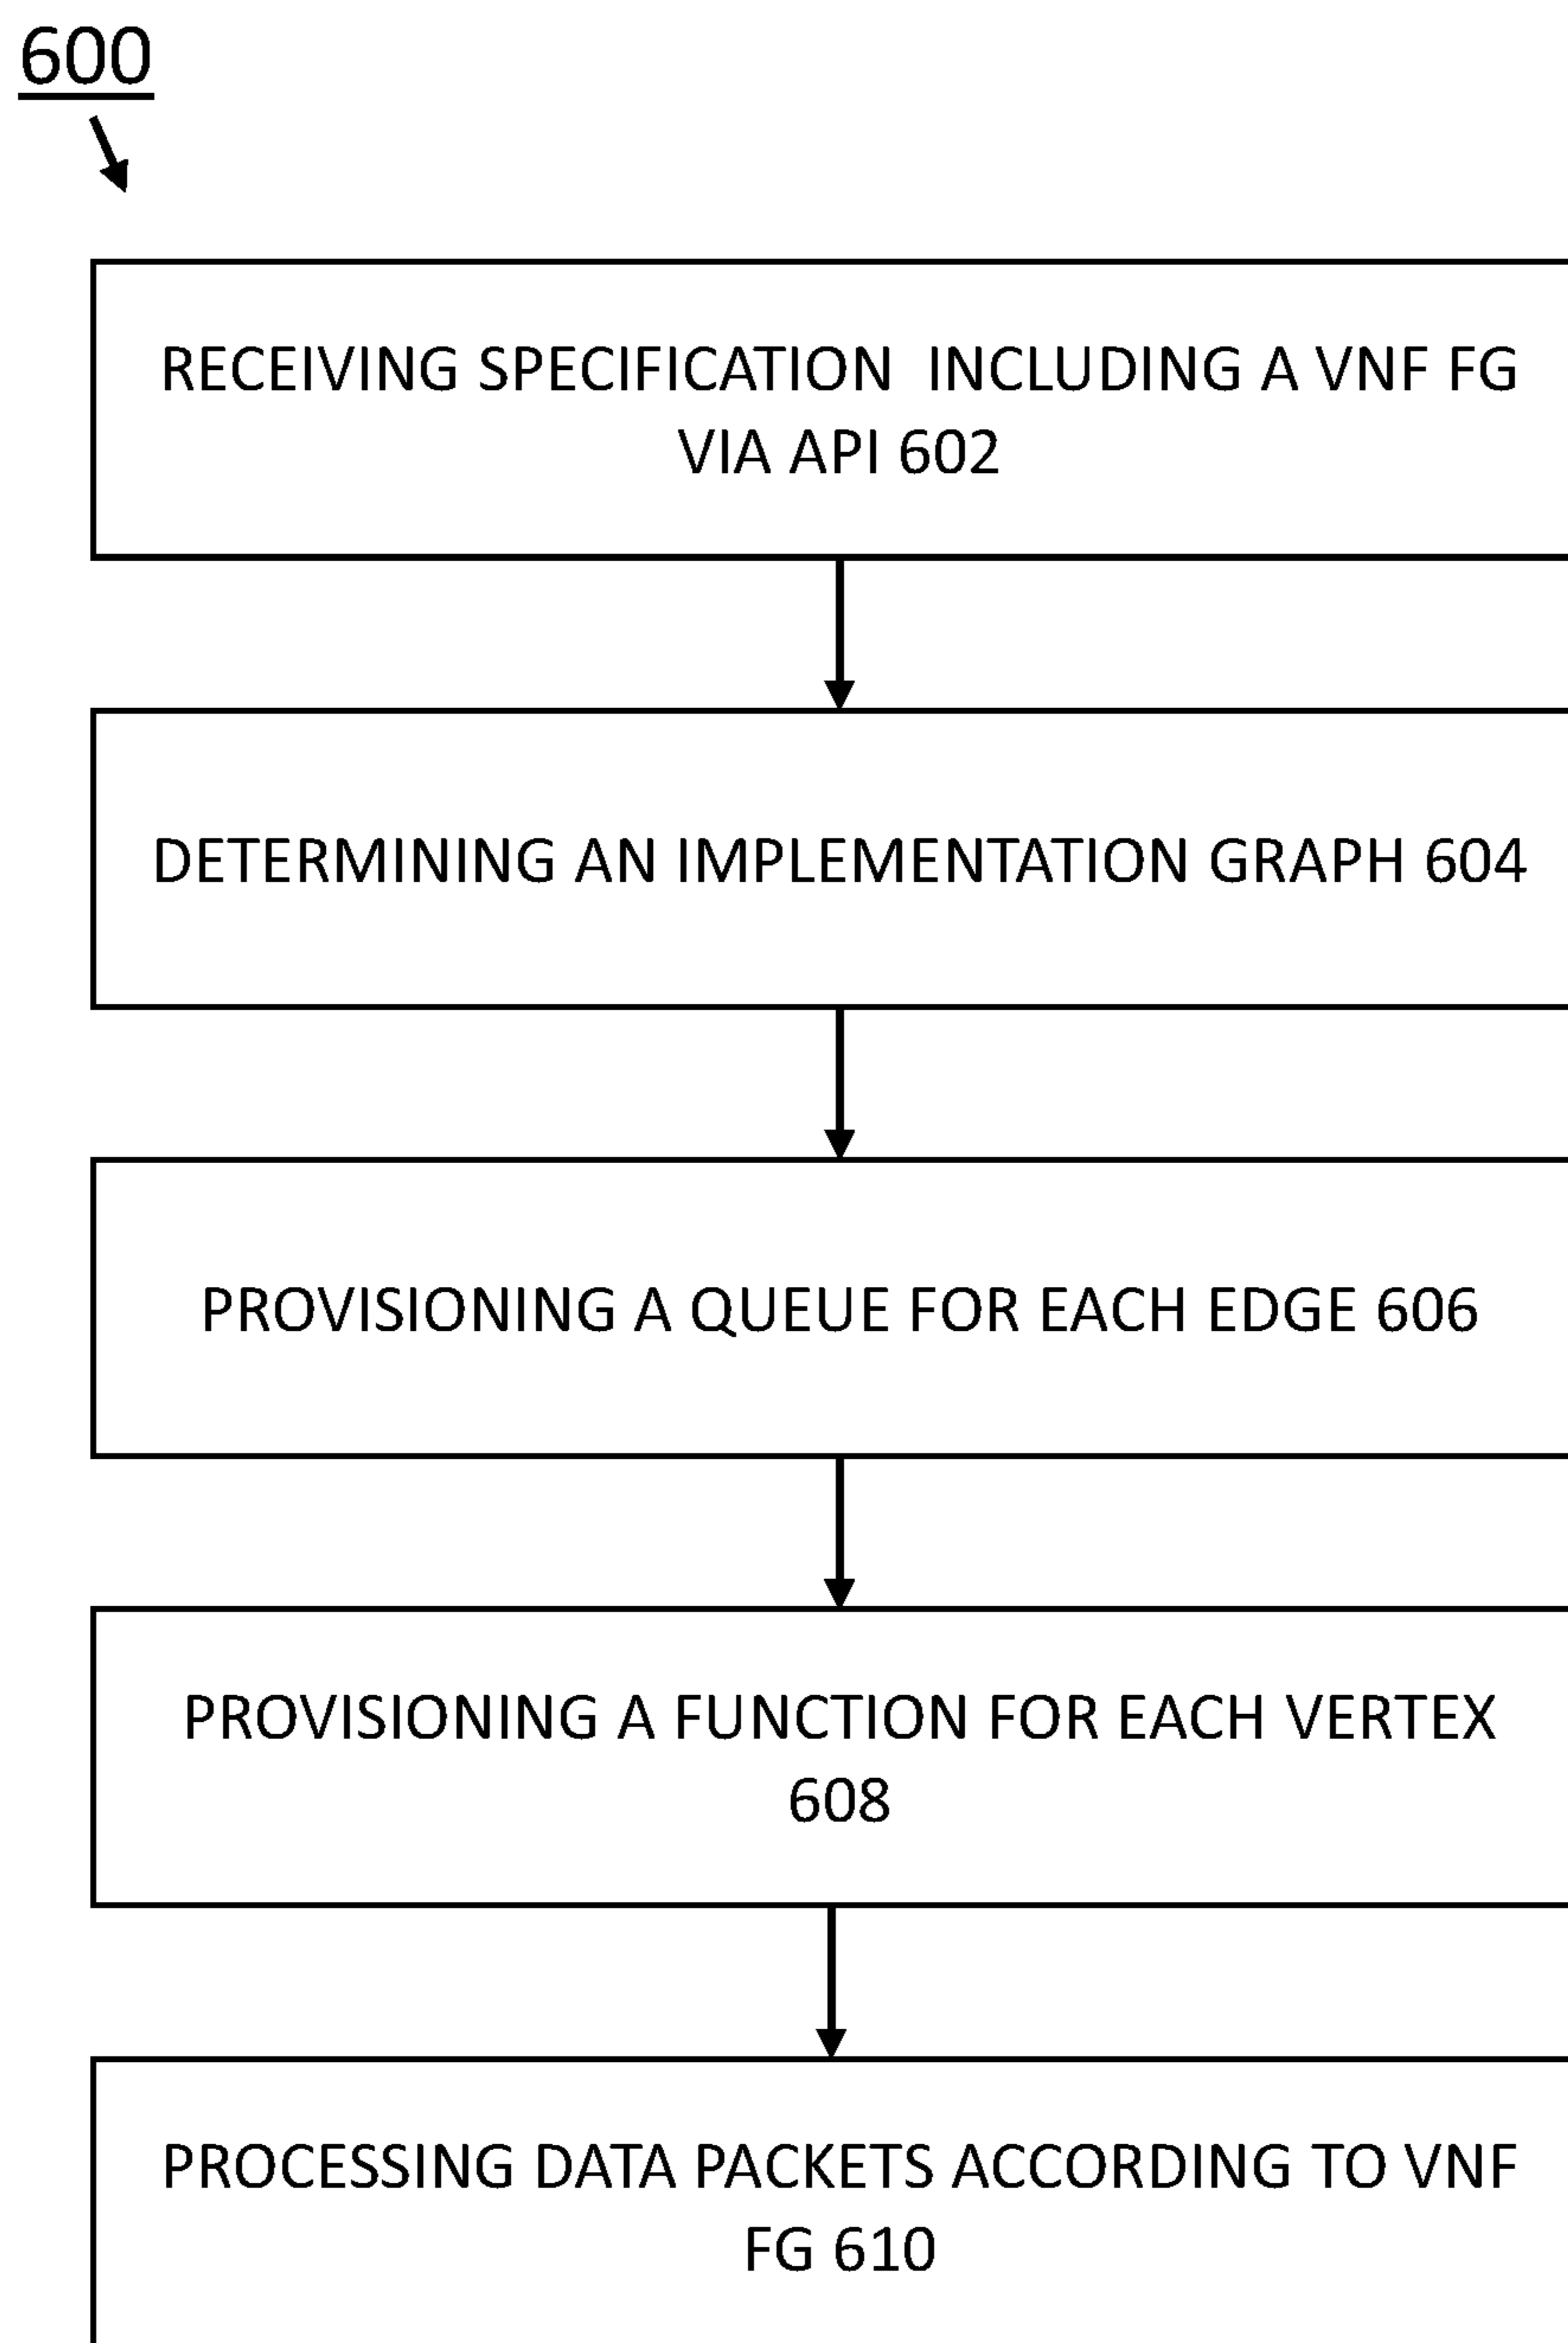 600
RECEIVING SPECIFICATION INCLUDING A VNF FG
VIA API 602
DETERMINING AN IMPLEMENTATION GRAPH 604
PROVISIONING A QUEUE FOR EACH EDGE 606
PROVISIONING A FUNCTION FOR EACH VERTEX
608
PROCESSING DATA PACKETS ACCORDING TO VNF
FG 610